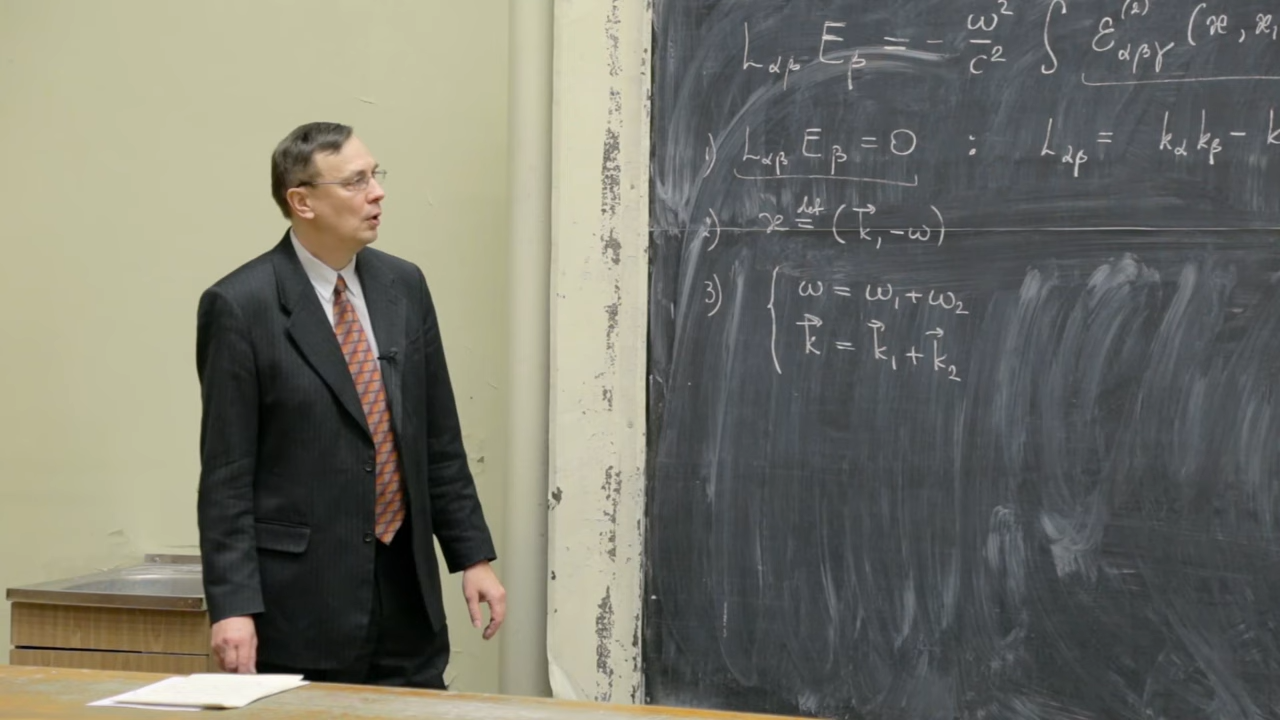 L_{αβ} E_β = - ω²/c² ∫ ε^{(2)}_{αβγ} (ϰ, ϰ₁
1) L_{αβ} E_β = 0 : L_{αβ} = k_α k_β - k
2) ϰ def= (k⃗, -ω)
3) { ω = ω₁ + ω₂
k⃗ = k⃗₁ + k⃗₂